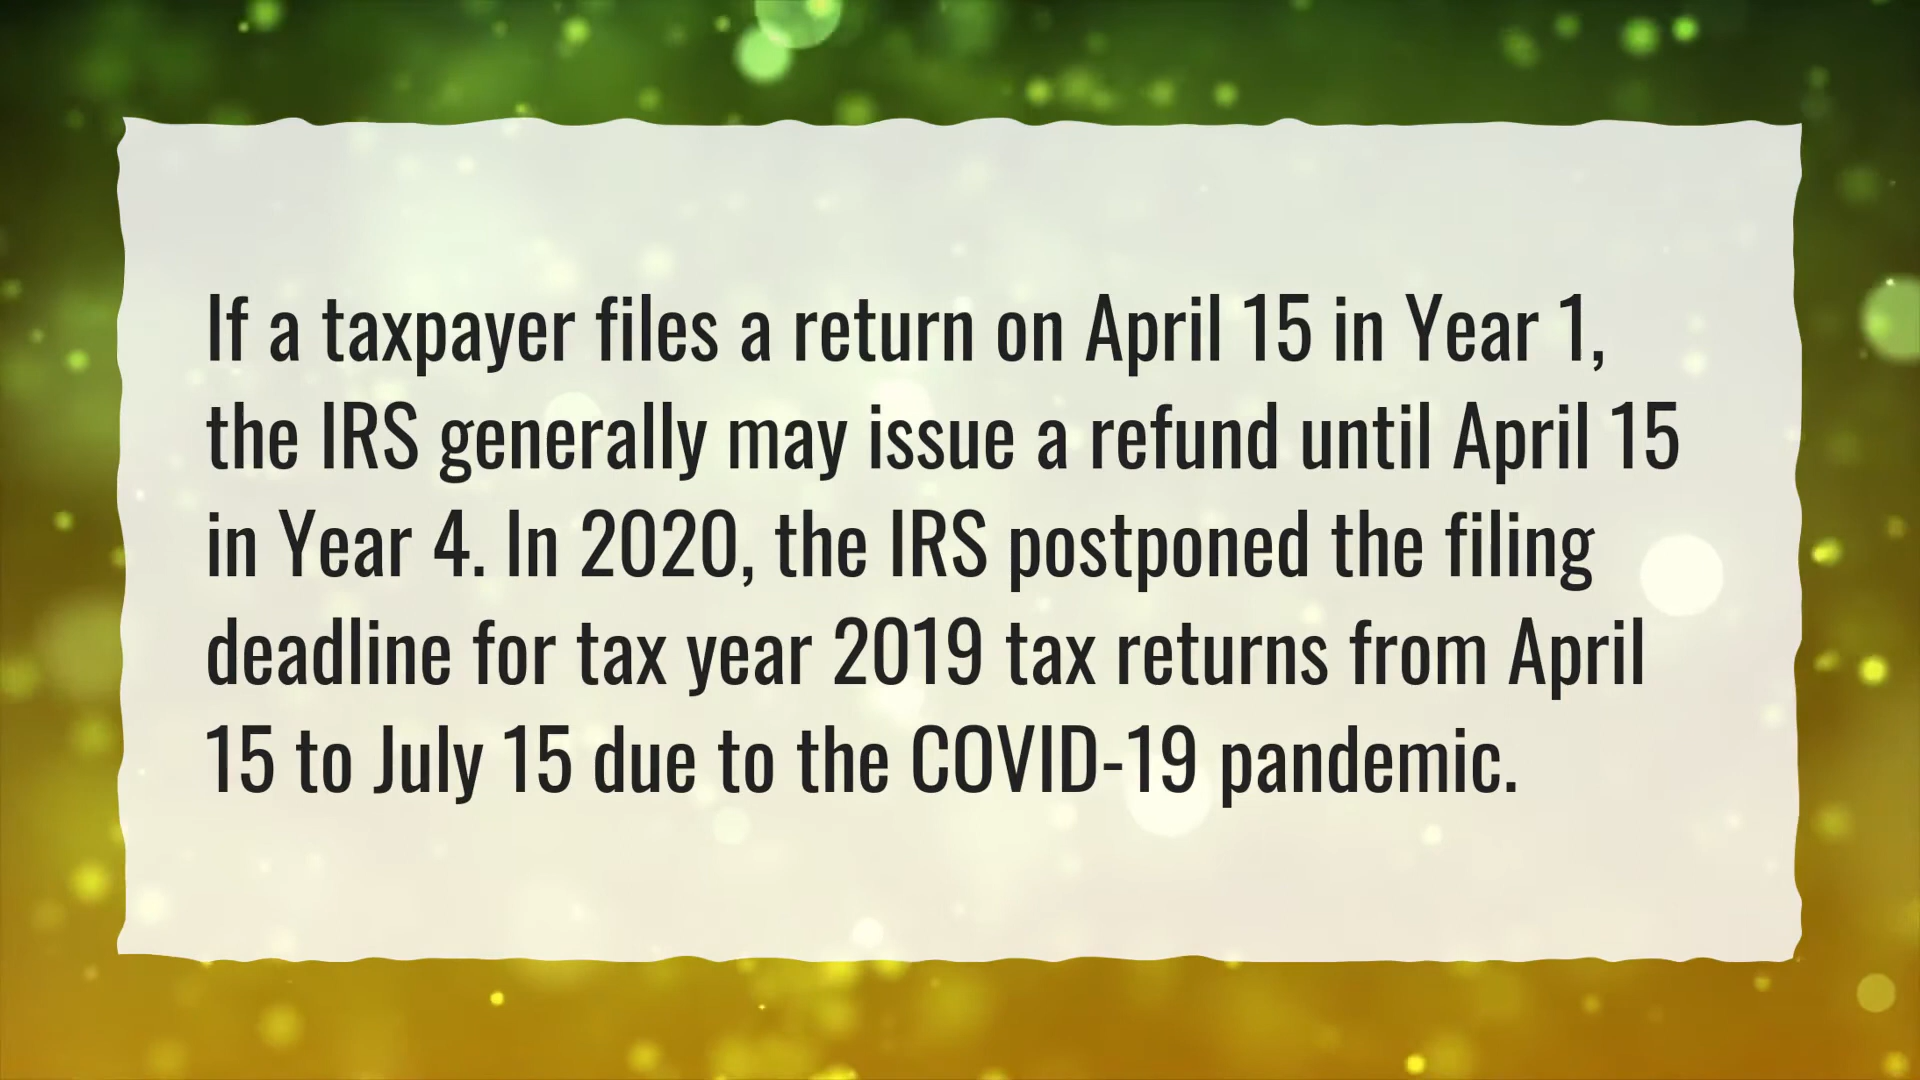 If a taxpayer files a return on April 15 in Year 1,
the IRS generally may issue a refund until April 15
in Year 4. In 2020, the IRS postponed the filing
deadline for tax year 2019 tax returns from April
15 to July 15 due to the COVID-19 pandemic.